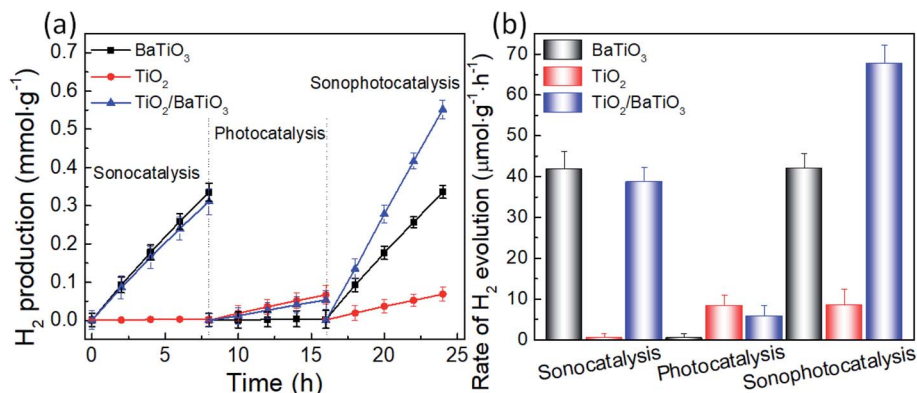 (a)
H₂ production (mmol·g⁻¹)
0.7
0.6
0.5
0.4
0.3
0.2
0.1
0.0
BaTiO₃
TiO₂
TiO₂/BaTiO₃
Sonocatalysis
Photocatalysis
Sonophotocatalysis
0 5 10 15 20 25
Time (h)
(b)
Rate of H₂ evolution (μmol·g⁻¹·h⁻¹)
70
60
50
40
30
20
10
0
BaTiO₃
TiO₂
TiO₂/BaTiO₃
Sonocatalysis
Photocatalysis
Sonophotocatalysis